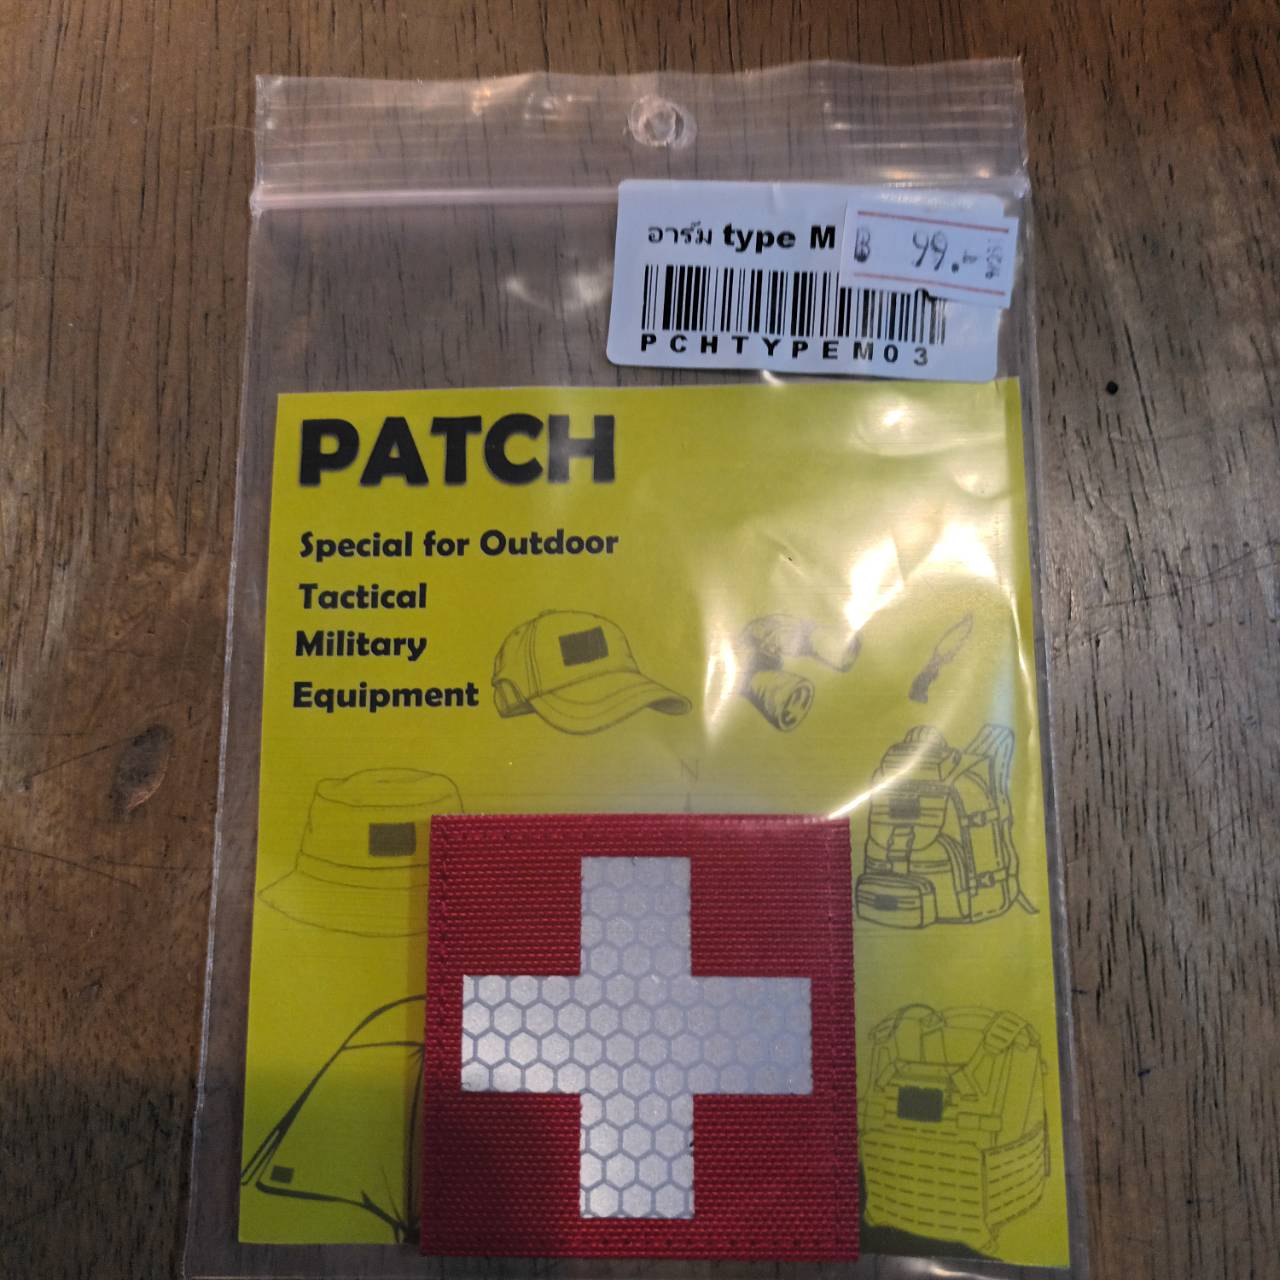 อาร์ม type M
฿ 99.-
PCHTYPEM03
PATCH
Special for Outdoor
Tactical
Military
Equipment
N